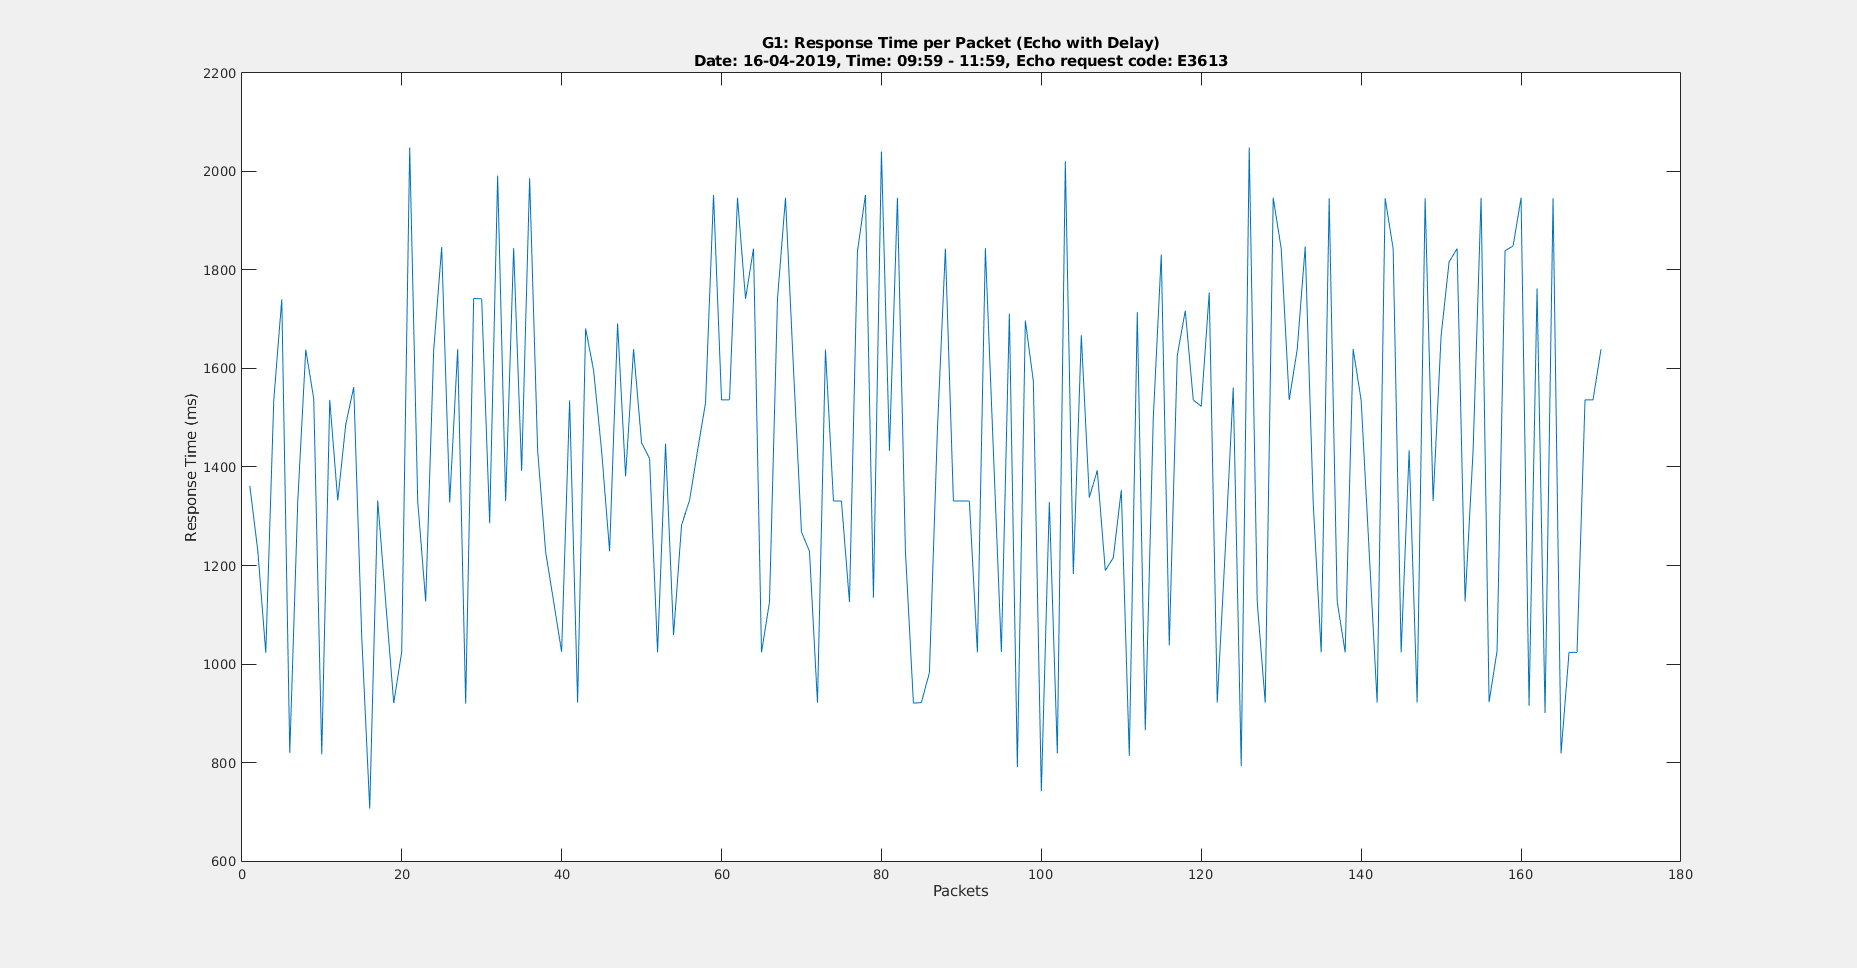 G1: Response Time per Packet (Echo with Delay)
Date: 16-04-2019, Time: 09:59 - 11:59, Echo request code: E3613
2200
2000
1800
1600
1400
1200
1000
800
600
Response Time (ms)
0 20 40 60 80 100 120 140 160 180
Packets